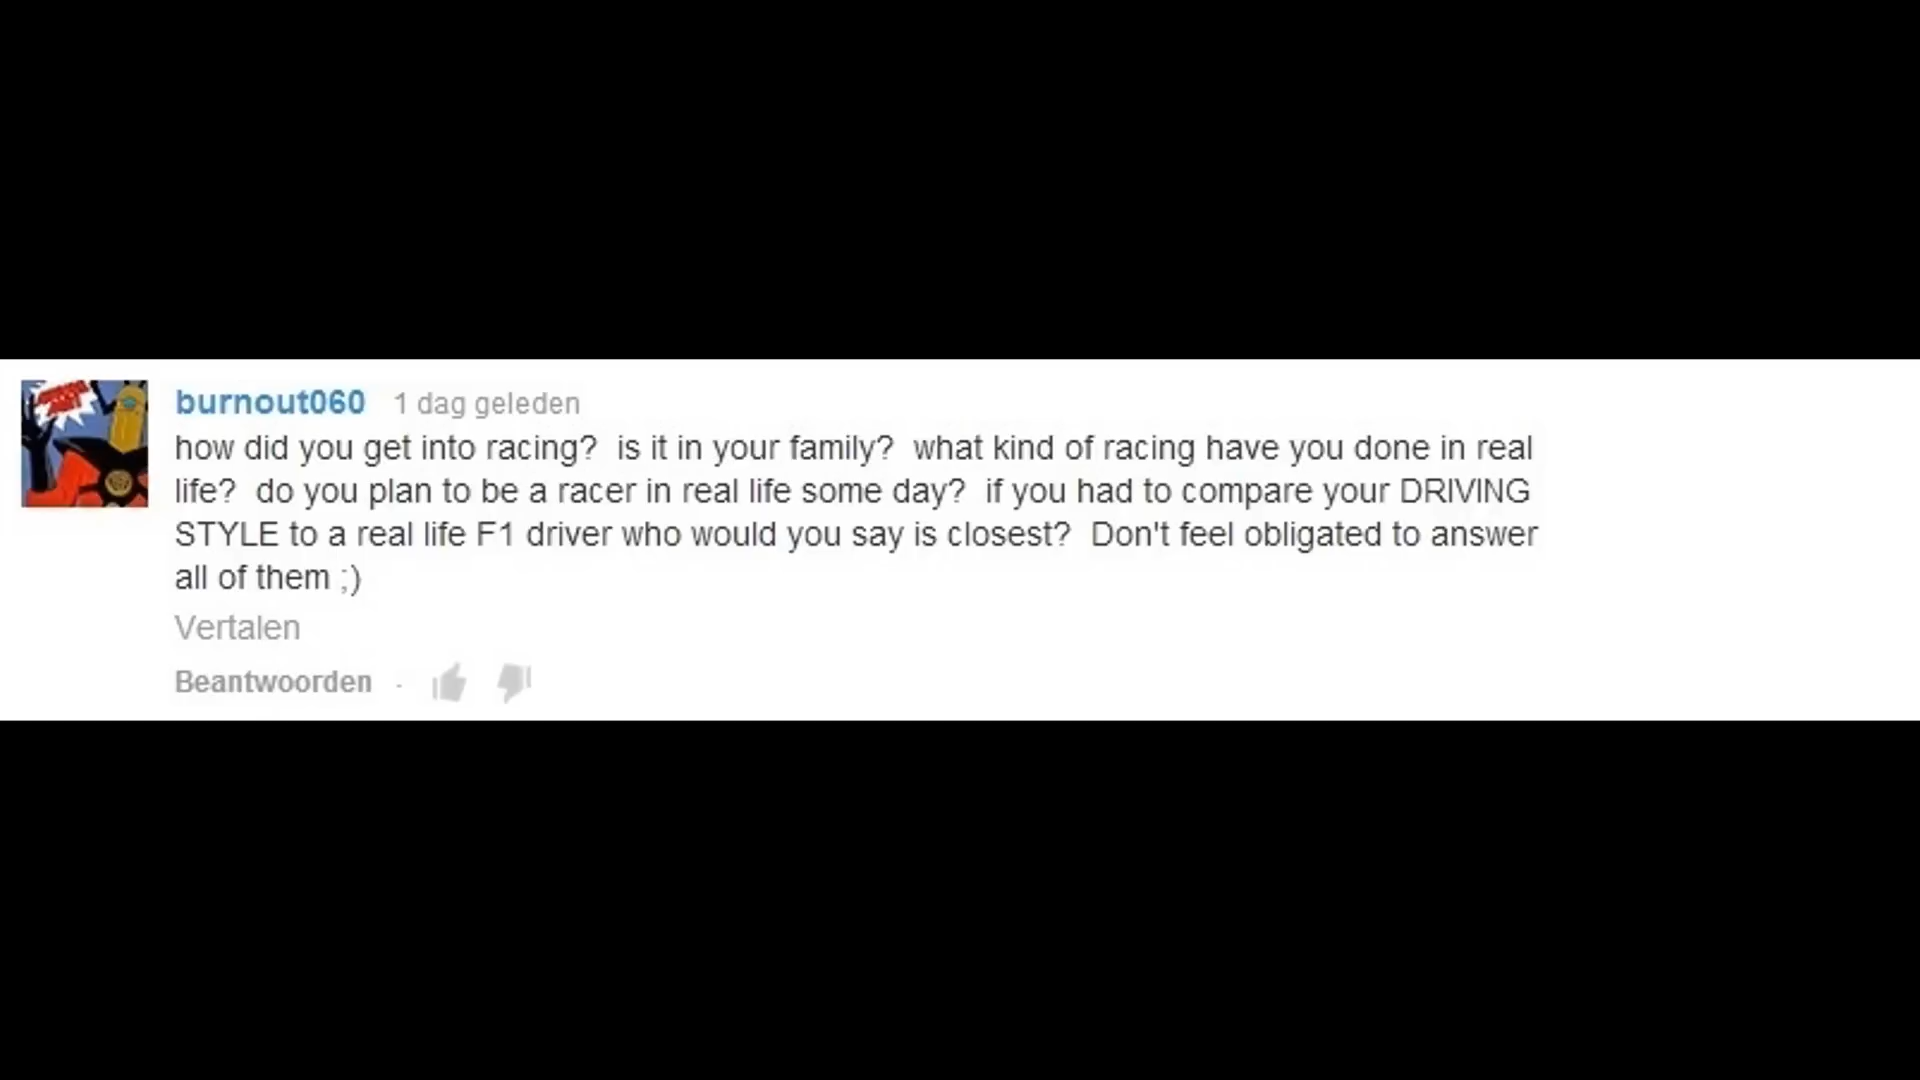 burnout060 1 dag geleden
how did you get into racing?  is it in your family?  what kind of racing have you done in real
life?  do you plan to be a racer in real life some day?  if you had to compare your DRIVING
STYLE to a real life F1 driver who would you say is closest?  Don't feel obligated to answer
all of them ;)
Vertalen
Beantwoorden ·